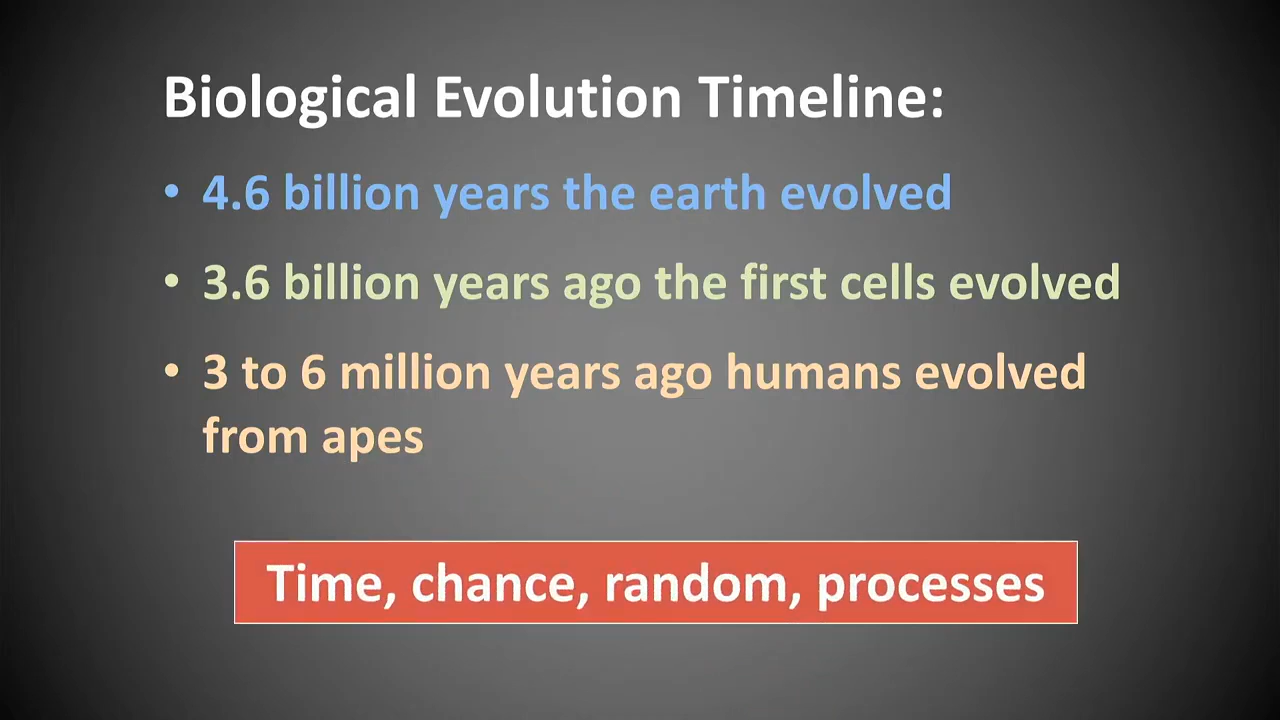 Biological Evolution Timeline:
• 4.6 billion years the earth evolved
• 3.6 billion years ago the first cells evolved
• 3 to 6 million years ago humans evolved
from apes
Time, chance, random, processes